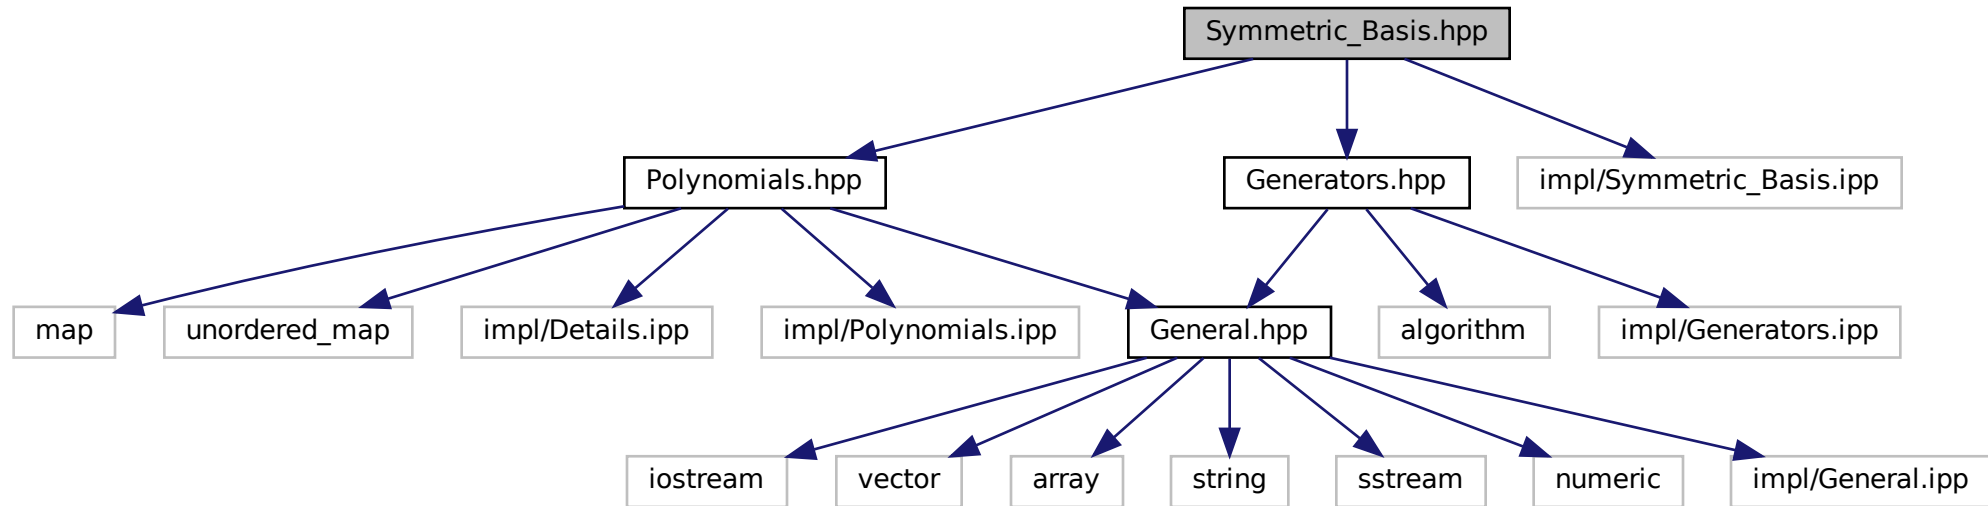 Symmetric_Basis.hpp
Polynomials.hpp
Generators.hpp
impl/Symmetric_Basis.ipp
map
unordered_map
impl/Details.ipp
impl/Polynomials.ipp
General.hpp
algorithm
impl/Generators.ipp
iostream
vector
array
string
sstream
numeric
impl/General.ipp